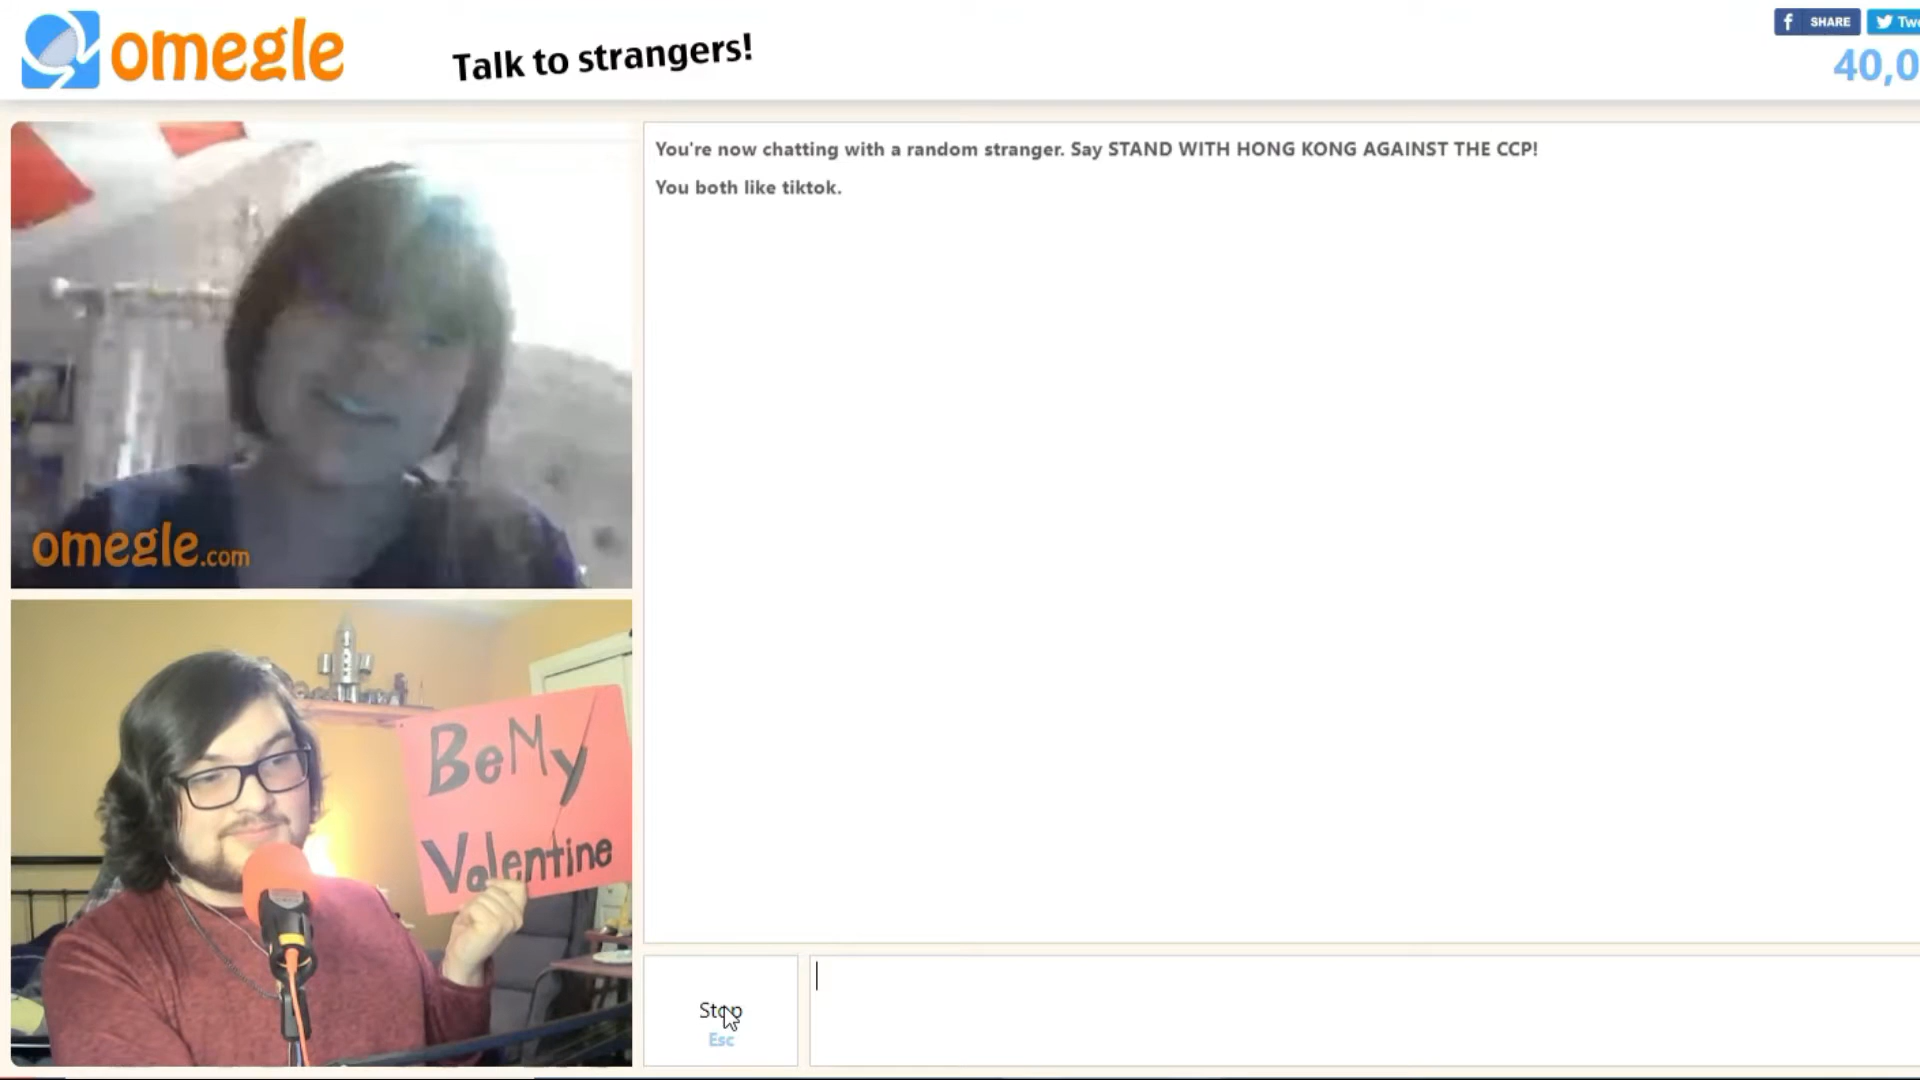 omegle
Talk to strangers!
SHARE
Twe
40,0
You're now chatting with a random stranger. Say STAND WITH HONG KONG AGAINST THE CCP!
You both like tiktok.
omegle.com
Be My
Valentine
Stop
Esc